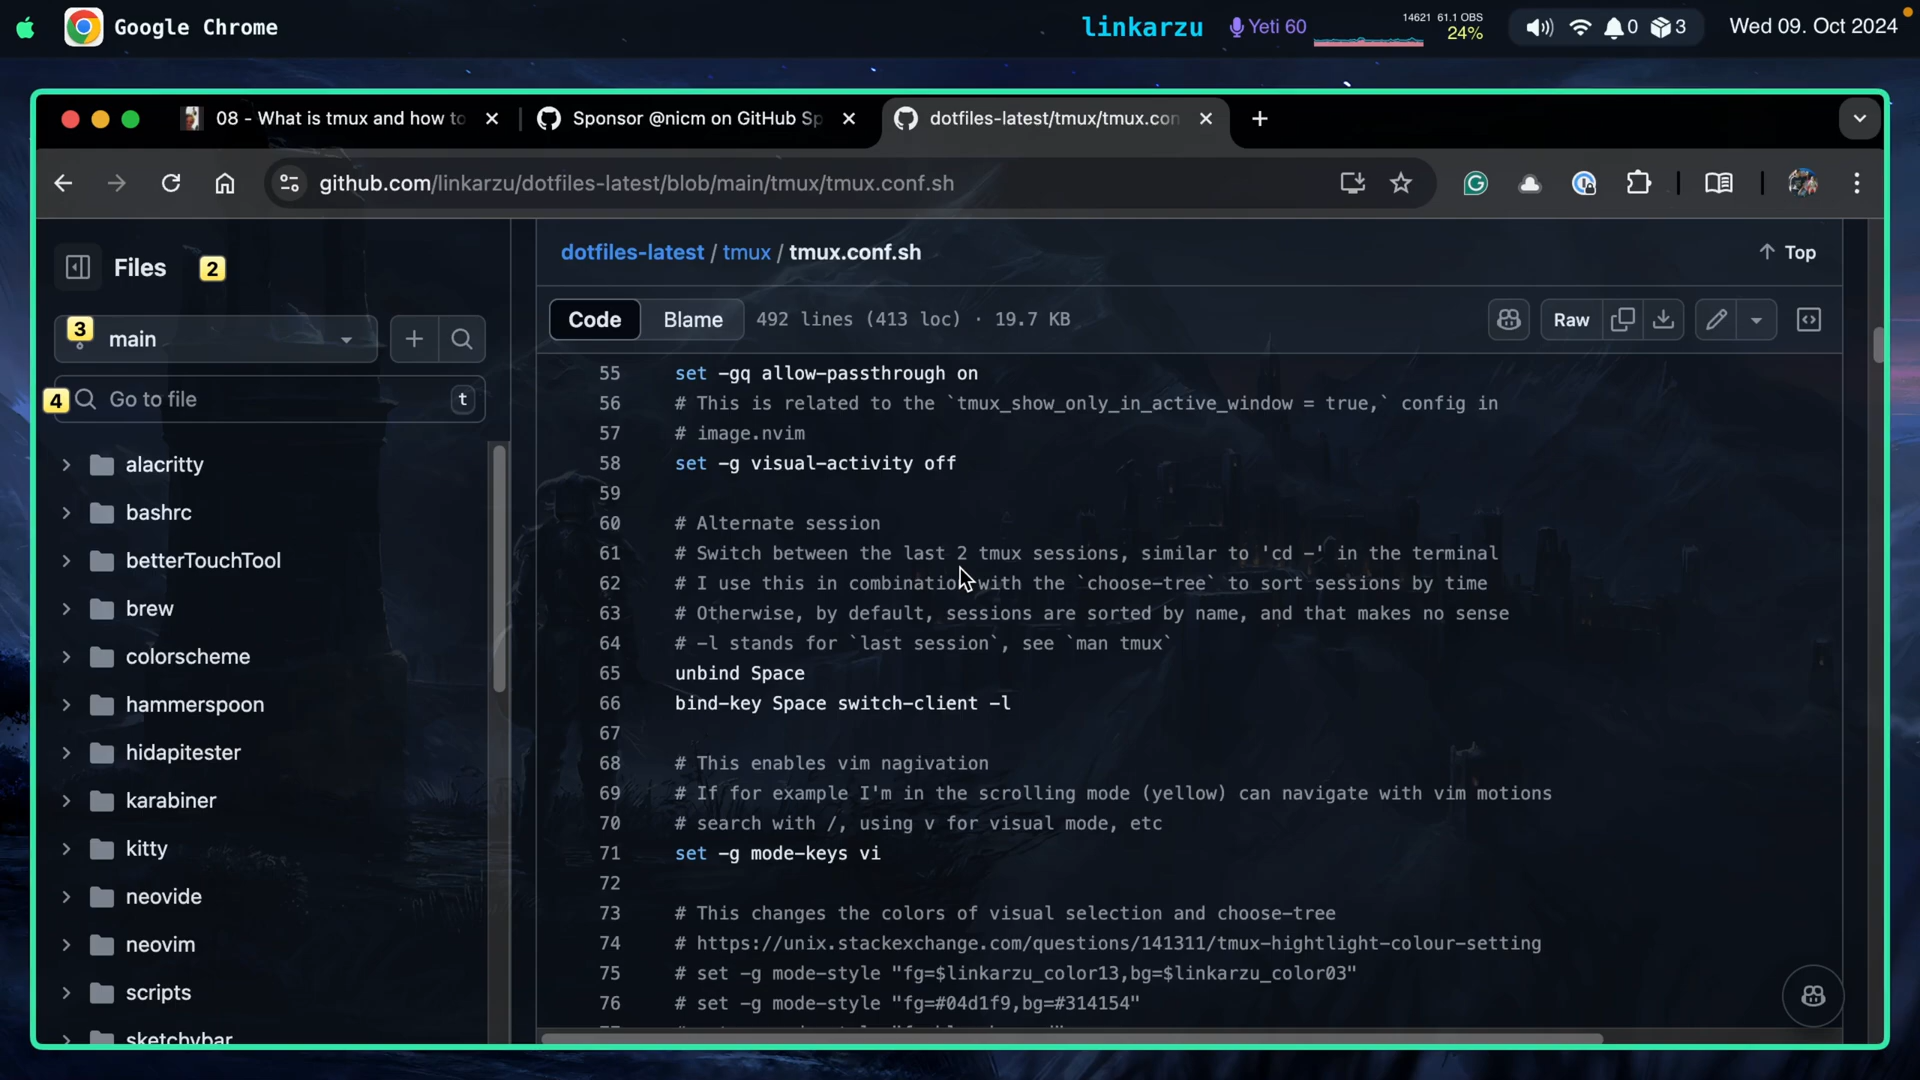 Google Chrome
linkarzu
Yeti 60
14621 61.1 OBS
24%
0
3
Wed 09. Oct 2024
08 - What is tmux and how to
Sponsor @nicm on GitHub Sp
dotfiles-latest/tmux/tmux.con
github.com/linkarzu/dotfiles-latest/blob/main/tmux/tmux.conf.sh
Files
2
3
main
4
Go to file
t
alacritty
bashrc
betterTouchTool
brew
colorscheme
hammerspoon
hidapitester
karabiner
kitty
neovide
neovim
scripts
sketchybar
dotfiles-latest / tmux / tmux.conf.sh
Top
Code
Blame
492 lines (413 loc) · 19.7 KB
Raw
55 set -gq allow-passthrough on
56 # This is related to the `tmux_show_only_in_active_window = true,` config in
57 # image.nvim
58 set -g visual-activity off
59
60 # Alternate session
61 # Switch between the last 2 tmux sessions, similar to 'cd -' in the terminal
62 # I use this in combination with the `choose-tree` to sort sessions by time
63 # Otherwise, by default, sessions are sorted by name, and that makes no sense
64 # -l stands for `last session`, see `man tmux`
65 unbind Space
66 bind-key Space switch-client -l
67
68 # This enables vim nagivation
69 # If for example I'm in the scrolling mode (yellow) can navigate with vim motions
70 # search with /, using v for visual mode, etc
71 set -g mode-keys vi
72
73 # This changes the colors of visual selection and choose-tree
74 # https://unix.stackexchange.com/questions/141311/tmux-hightlight-colour-setting
75 # set -g mode-style "fg=$linkarzu_color13,bg=$linkarzu_color03"
76 # set -g mode-style "fg=#04d1f9,bg=#314154"